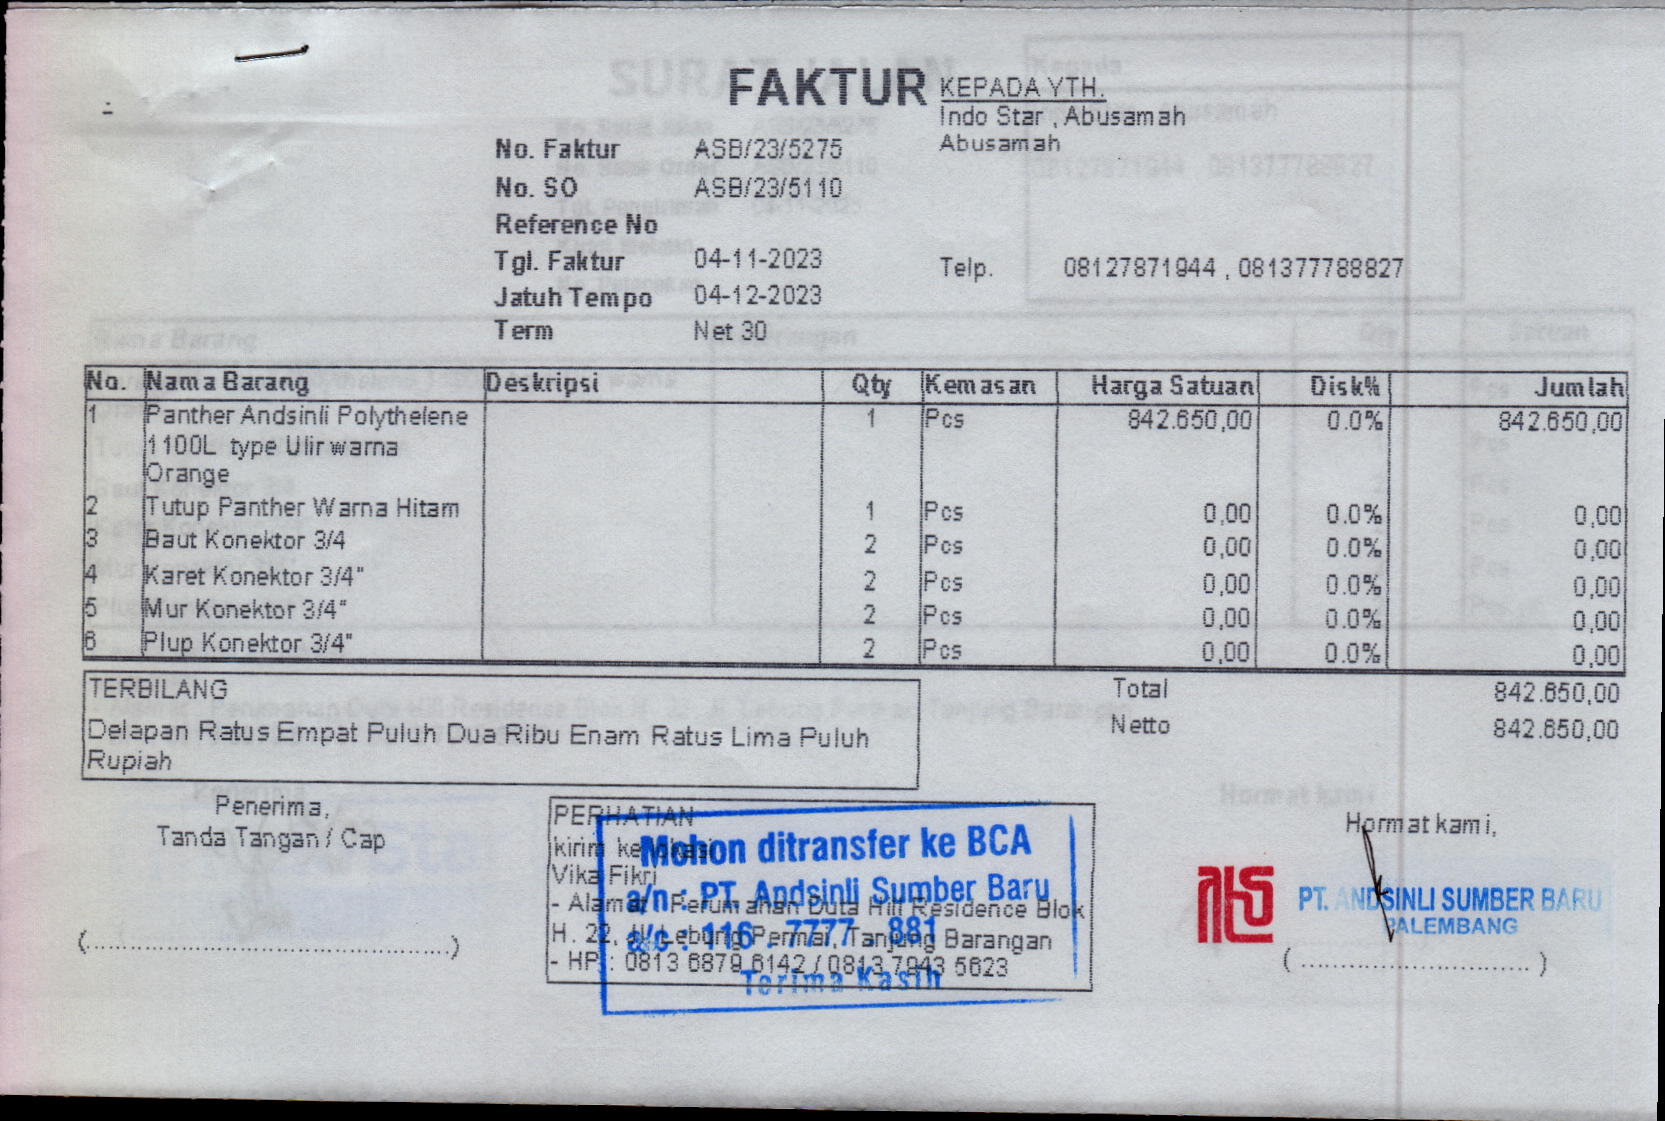 FAKTUR
KEPADA YTH.
Indo Star , Abusamah
Abusamah
No. Faktur ASB/23/5275
No. SO ASB/23/5110
Reference No
Tgl. Faktur 04-11-2023
Telp. 08127871944 , 081377788827
Jatuh Tempo 04-12-2023
Term Net 30
No. Nama Barang Deskripsi Qty Kemasan Harga Satuan Disk% Jumlah
1 Panther Andsinli Polythelene 1 Pcs 842.650,00 0.0% 842.650,00
1100L type Ulir warna
Orange
2 Tutup Panther Warna Hitam 1 Pcs 0,00 0.0% 0,00
3 Baut Konektor 3/4 2 Pcs 0,00 0.0% 0,00
4 Karet Konektor 3/4" 2 Pcs 0,00 0.0% 0,00
5 Mur Konektor 3/4" 2 Pcs 0,00 0.0% 0,00
6 Plup Konektor 3/4" 2 Pcs 0,00 0.0% 0,00
TERBILANG
Delapan Ratus Empat Puluh Dua Ribu Enam Ratus Lima Puluh
Rupiah
Total 842.650,00
Netto 842.650,00
Penerima,
Tanda Tangan / Cap
(..................................................)
PERHATIAN
kirim ke lokasi
Vika Fikri
- Alamat : Perumahan Duta Hill Residence Blok
H. 22, Jl. Lebung Permai, Tanjung Barangan
- HP : 0813 6879 6142 / 0813 7943 5623
Mohon ditransfer ke BCA
a/n : PT. Andsinli Sumber Baru
a/c : 116 . 7777 . 881
Terima Kasih
Hormat kami,
PT. ANDSINLI SUMBER BARU
PALEMBANG
( ............................... )